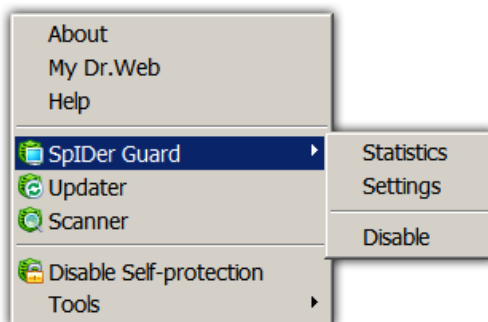 About
My Dr.Web
Help
SpIDer Guard
Updater
Scanner
Disable Self-protection
Tools
Statistics
Settings
Disable